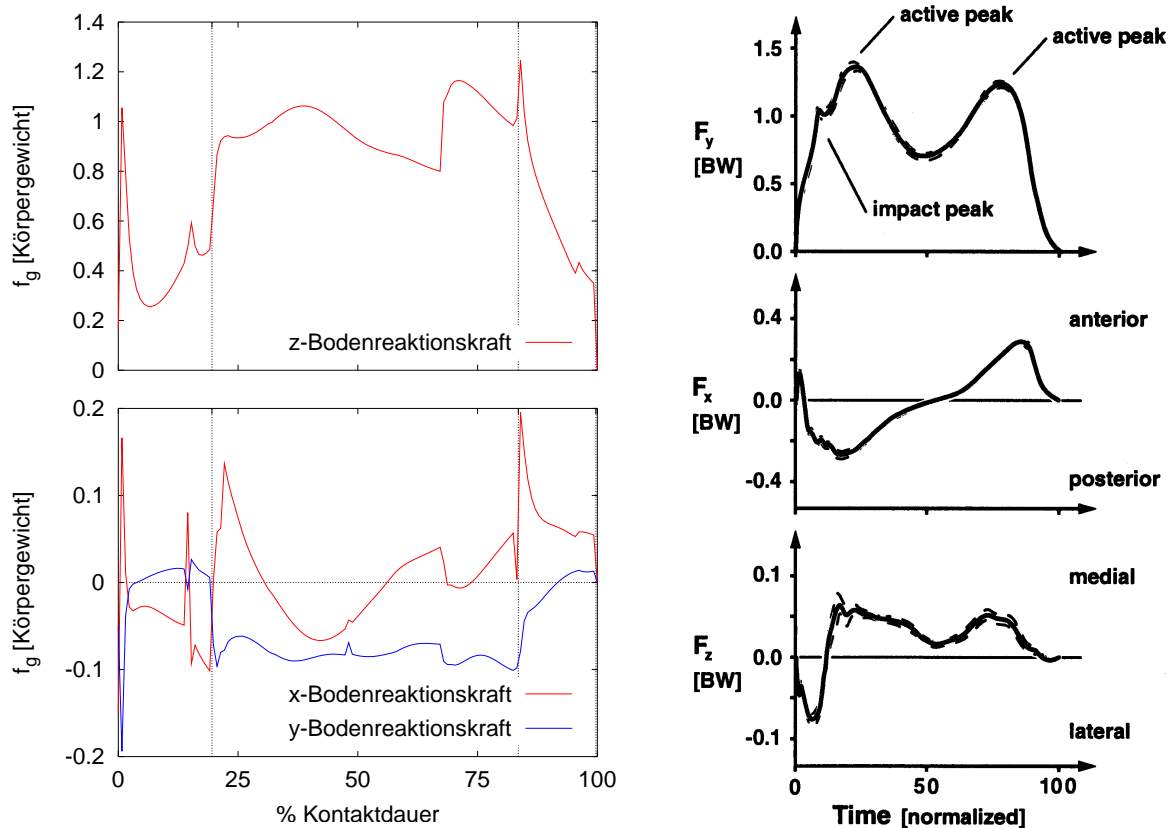 1.4
1.2
1
0.8
0.6
0.4
0.2
0
f_g [Körpergewicht]
z-Bodenreaktionskraft
0.2
0.1
0
-0.1
-0.2
f_g [Körpergewicht]
x-Bodenreaktionskraft
y-Bodenreaktionskraft
0 25 50 75 100
% Kontaktdauer
active peak
active peak
1.5
1.0
0.5
0.0
F_y
[BW]
impact peak
0.4
0.0
-0.4
F_x
[BW]
anterior
posterior
0.1
0.0
-0.1
F_z
[BW]
medial
lateral
0 50 100
Time [normalized]